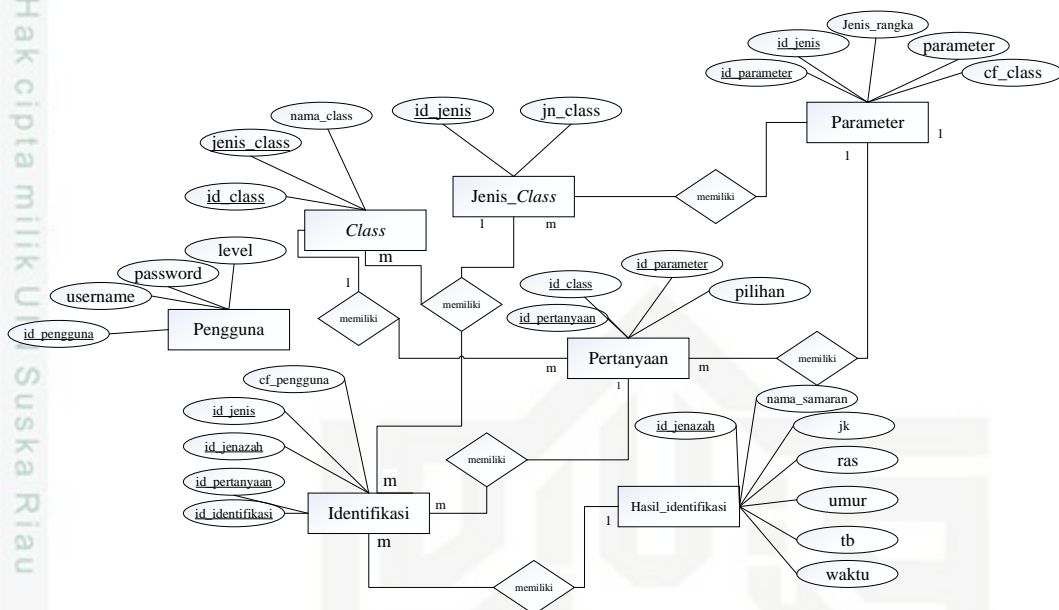 Hak cipta milik UIN Suska Riau
Jenis_rangka
id_jenis
parameter
id_parameter
cf_class
Parameter
1
1
nama_class
id_jenis
jn_class
jenis_class
id_class
Jenis_Class
1
m
memiliki
Class
m
1
level
password
username
id_pengguna
Pengguna
memiliki
memiliki
id_parameter
id_class
pilihan
id_pertanyaan
Pertanyaan
m
m
1
memiliki
cf_pengguna
id_jenis
id_jenazah
id_pertanyaan
id_identifikasi
m
Identifikasi
m
m
memiliki
nama_samaran
id_jenazah
jk
ras
umur
tb
waktu
Hasil_identifikasi
1
memiliki